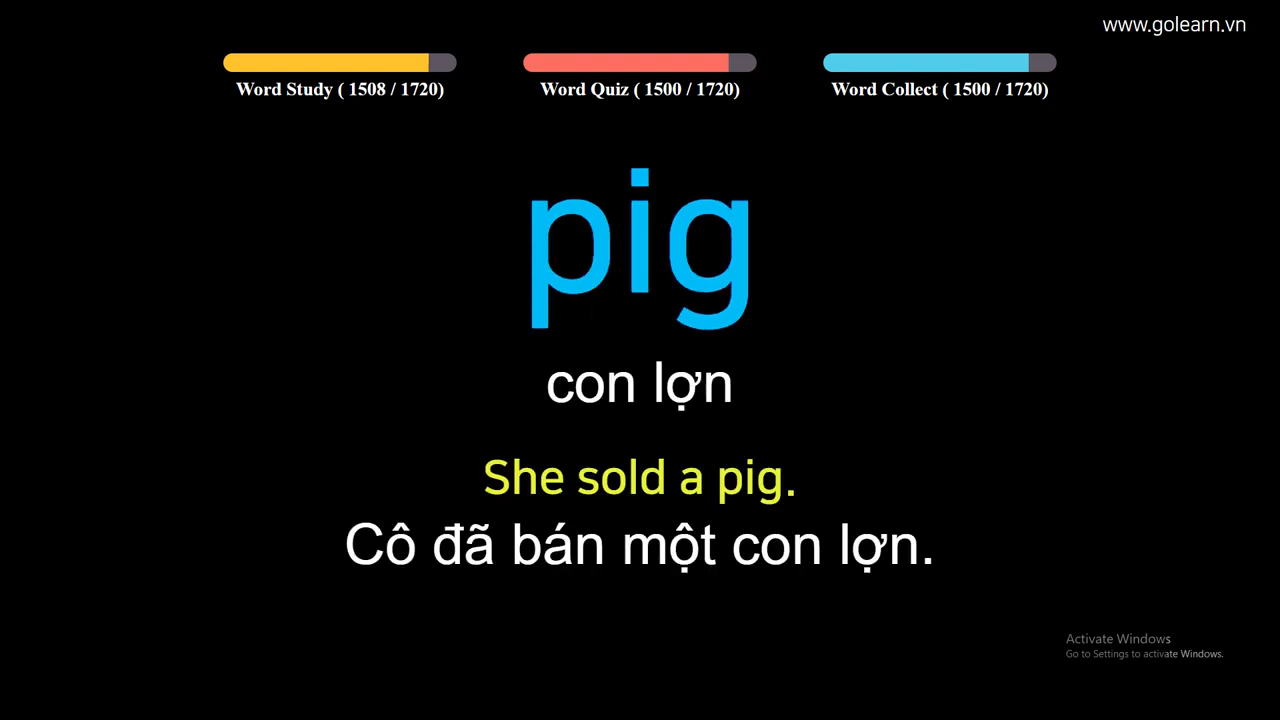 www.golearn.vn
Word Study ( 1508 / 1720)
Word Quiz ( 1500 / 1720)
Word Collect ( 1500 / 1720)
pig
con lợn
She sold a pig.
Cô đã bán một con lợn.
Activate Windows
Go to Settings to activate Windows.